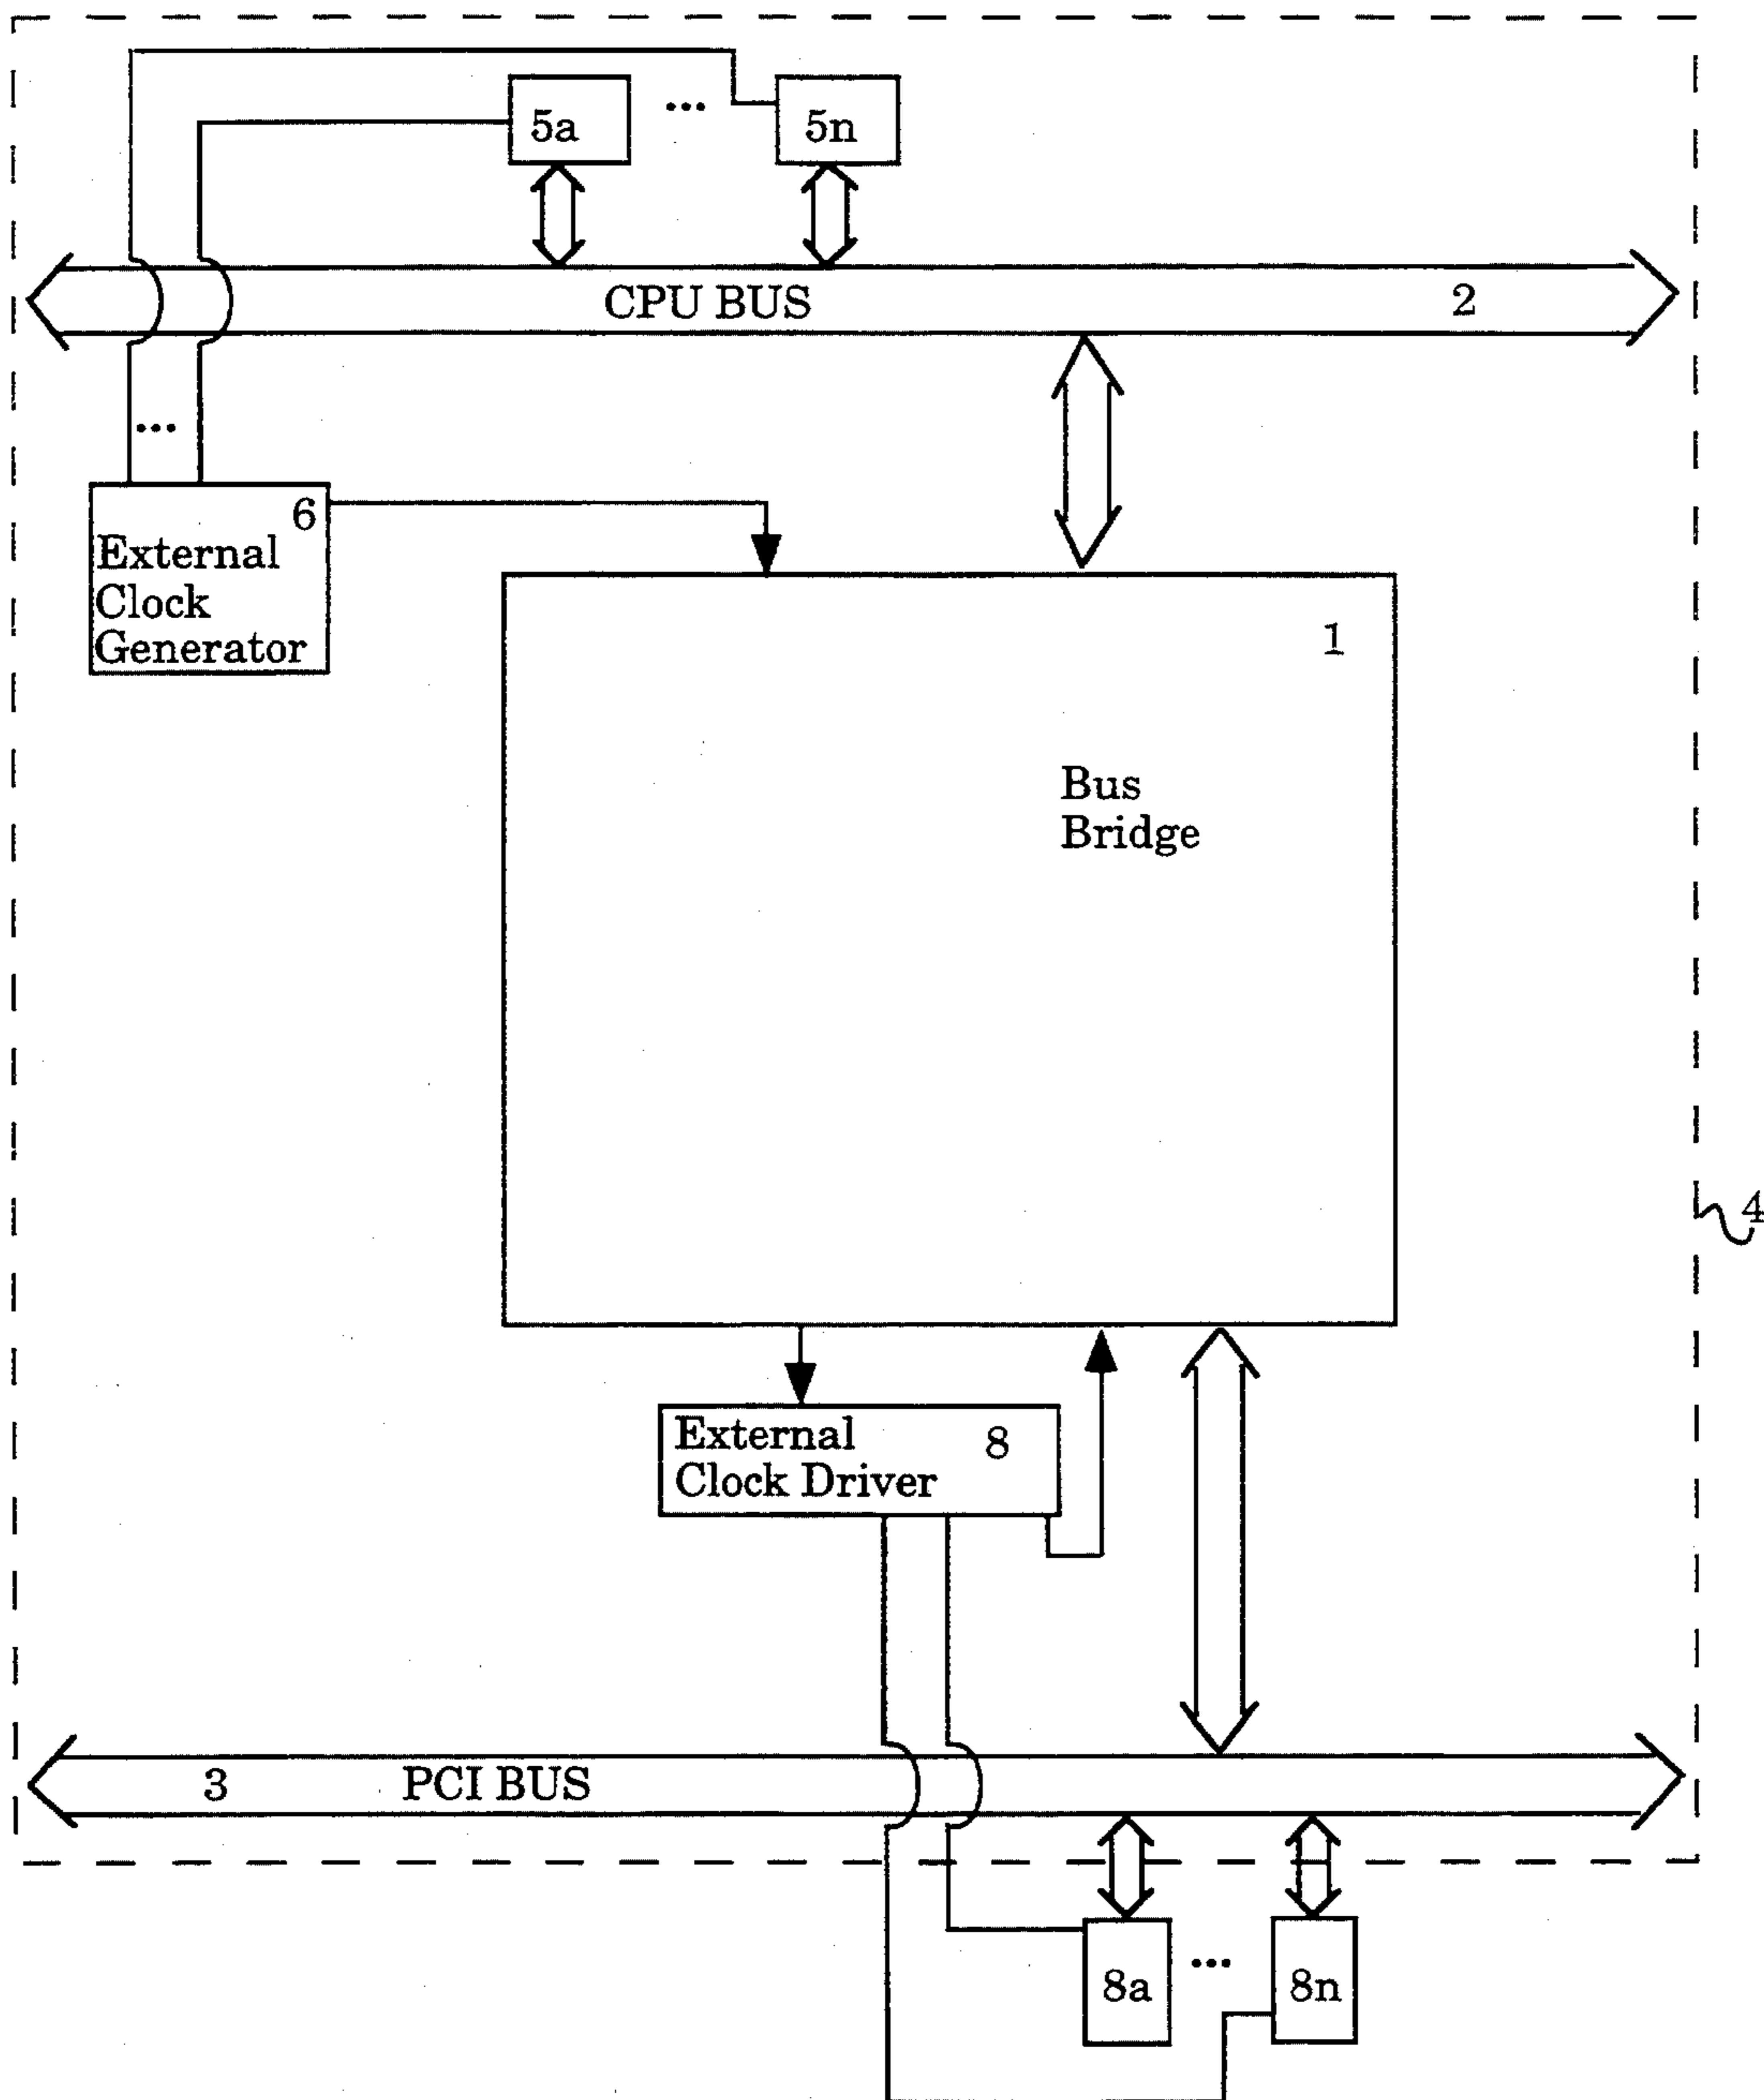 5a
...
5n
CPU BUS 2
...
6
External
Clock
Generator
1
Bus
Bridge
4
External 8
Clock Driver
3 PCI BUS
8a
...
8n